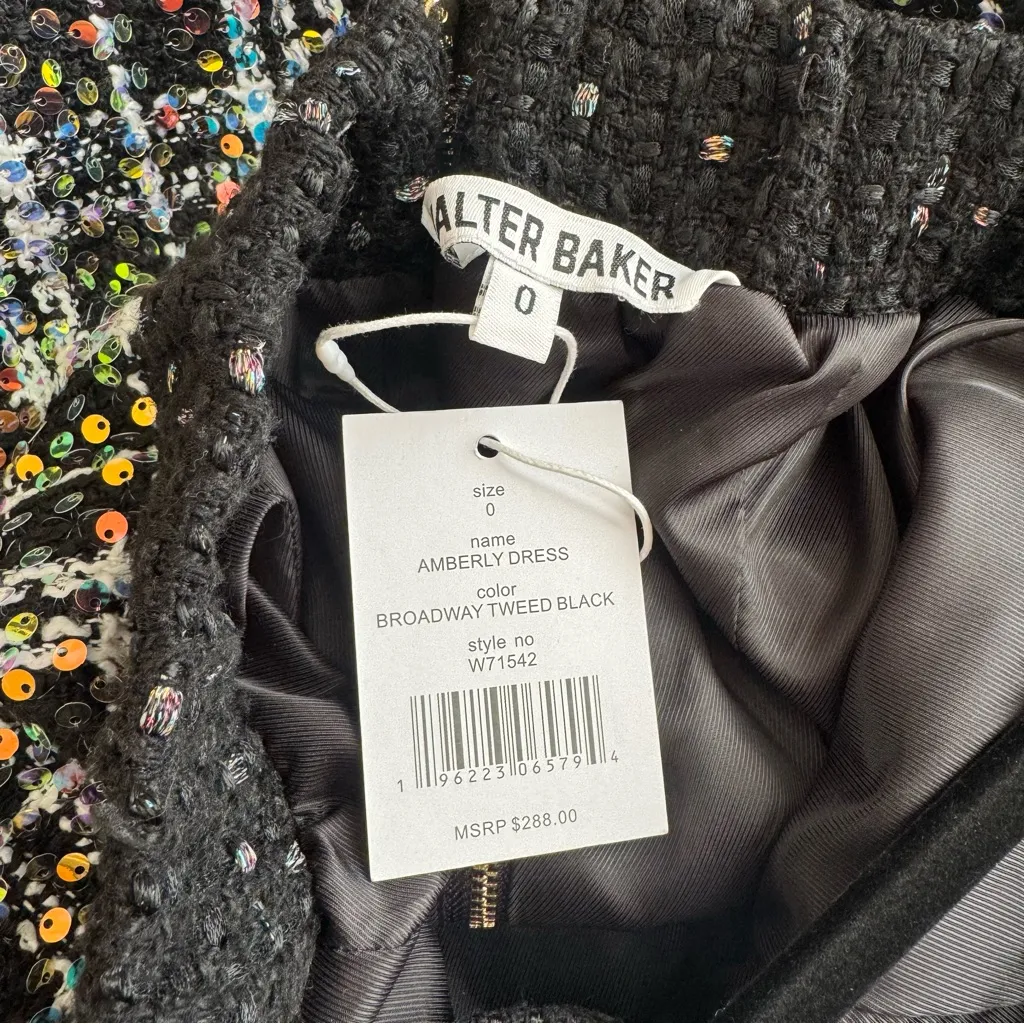 ALTER BAKER
0
size
0
name
AMBERLY DRESS
color
BROADWAY TWEED BLACK
style no
W71542
1 96223 06579 4
MSRP $288.00